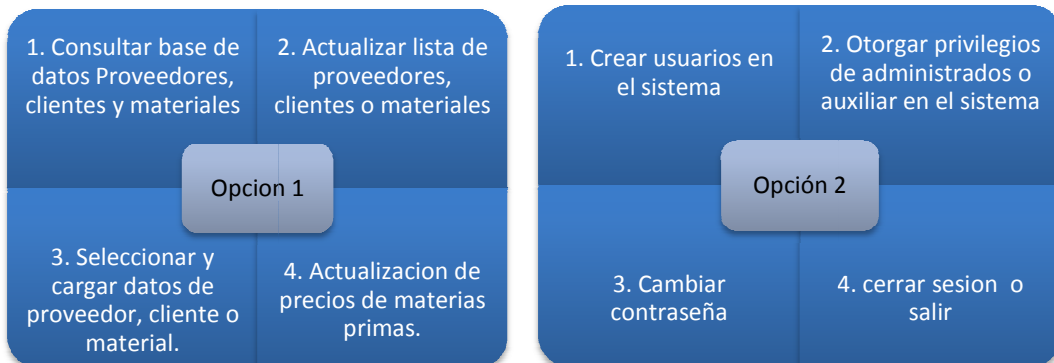 1. Consultar base de
datos Proveedores,
clientes y materiales
2. Actualizar lista de
proveedores,
clientes o materiales
Opcion 1
3. Seleccionar y
cargar datos de
proveedor, cliente o
material.
4. Actualizacion de
precios de materias
primas.
1. Crear usuarios en
el sistema
2. Otorgar privilegios
de administrados o
auxiliar en el sistema
Opción 2
3. Cambiar
contraseña
4. cerrar sesion o
salir